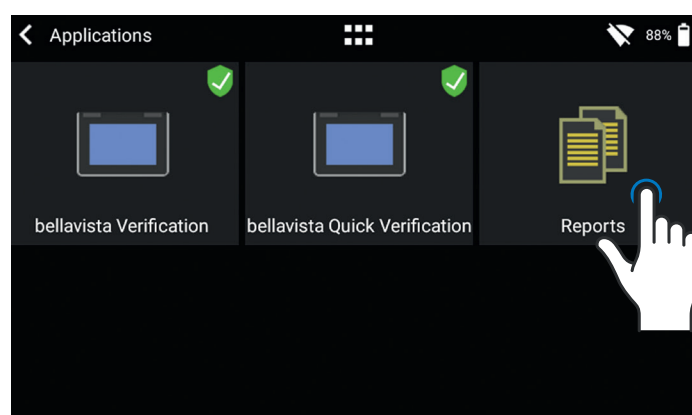 Applications
88%
bellavista Verification
bellavista Quick Verification
Reports